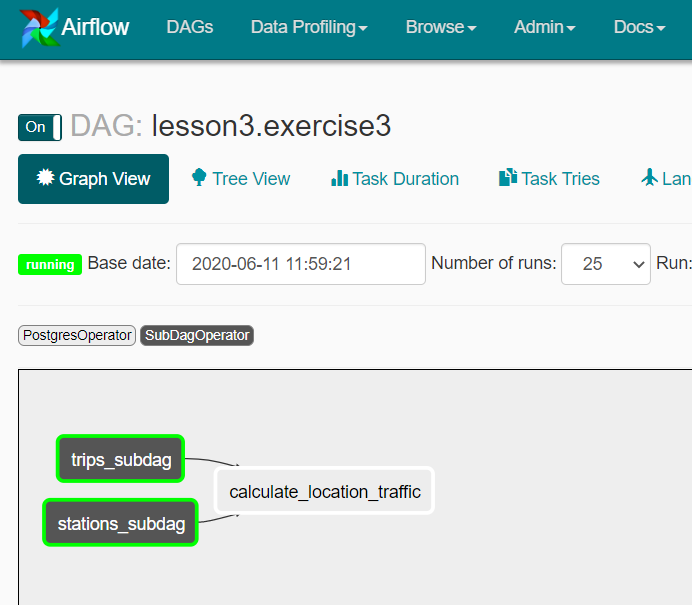 Airflow DAGs Data Profiling Browse Admin Docs
On DAG: lesson3.exercise3
Graph View Tree View Task Duration Task Tries Lan
running Base date: 2020-06-11 11:59:21 Number of runs: 25 Run:
PostgresOperator SubDagOperator
trips_subdag
calculate_location_traffic
stations_subdag